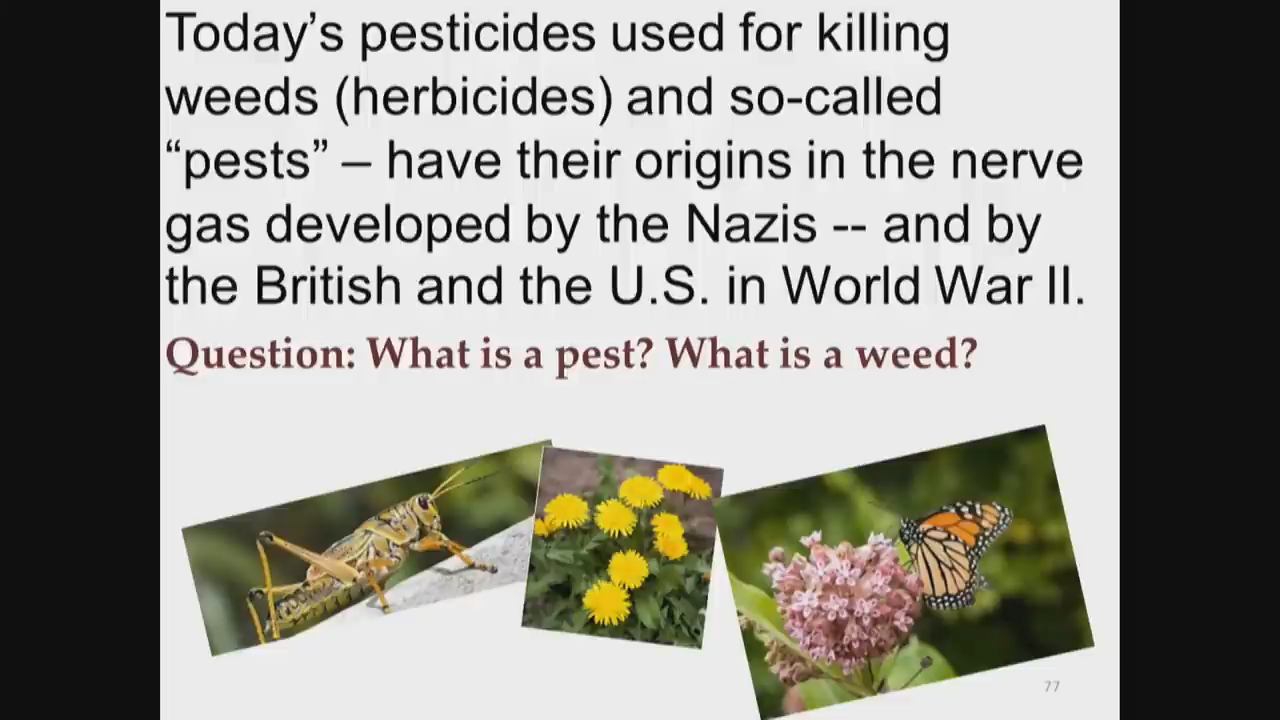 Today’s pesticides used for killing
weeds (herbicides) and so-called
“pests” – have their origins in the nerve
gas developed by the Nazis -- and by
the British and the U.S. in World War II.
Question: What is a pest? What is a weed?
77